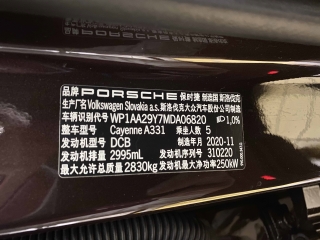 品牌 PORSCHE 保时捷 制造国 斯洛伐克
生产厂名 Volkswagen Slovakia a.s. 斯洛伐克大众汽车股份公司制造
车辆识别代号 WP1AA29Y7MDA06820 1,0%
整车型号 Cayenne A331 乘坐人数 5
发动机型号 DCB 制造年月 2020-11
发动机排量 2995mL 发动机序列号 310220
最大允许总质量 2830kg 发动机最大净功率 250kW